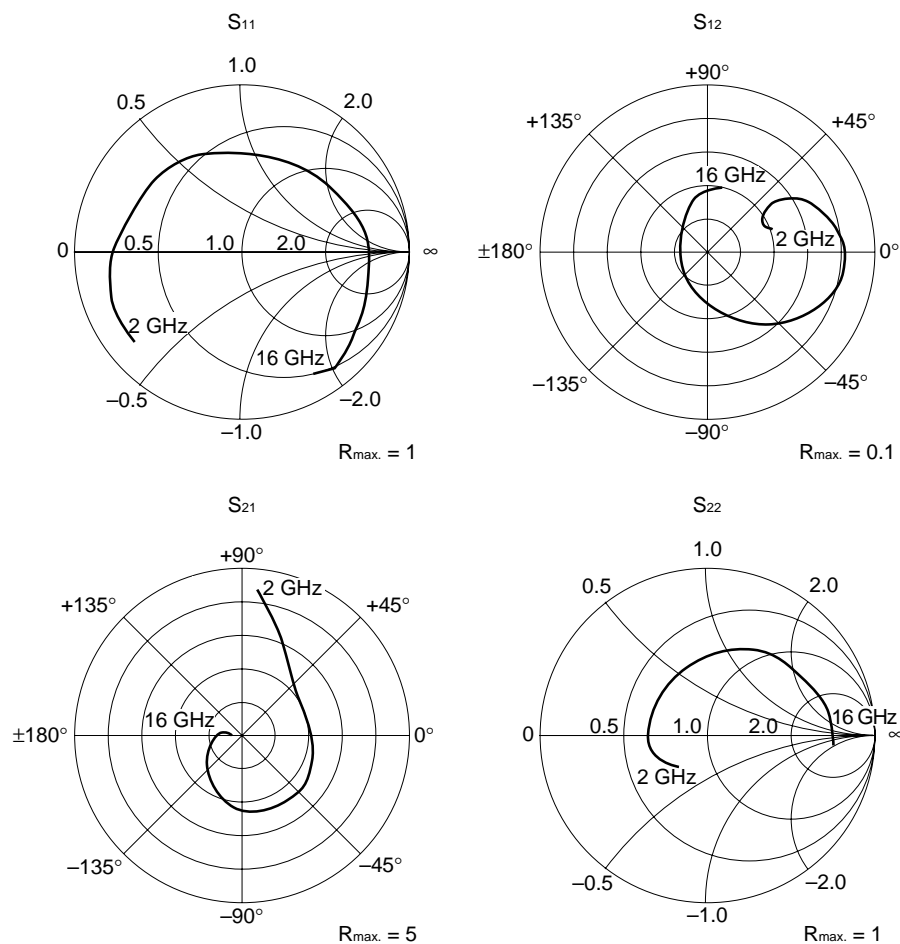 S11
1.0
0.5
2.0
0
0.5
1.0
2.0
∞
2 GHz
16 GHz
–0.5
–2.0
–1.0
Rmax. = 1
S12
+90°
+135°
+45°
16 GHz
2 GHz
±180°
0°
–135°
–45°
–90°
Rmax. = 0.1
S21
+90°
2 GHz
+135°
+45°
16 GHz
±180°
0°
–135°
–45°
–90°
Rmax. = 5
S22
1.0
0.5
2.0
16 GHz
0
0.5
1.0
2.0
∞
2 GHz
–0.5
–2.0
–1.0
Rmax. = 1